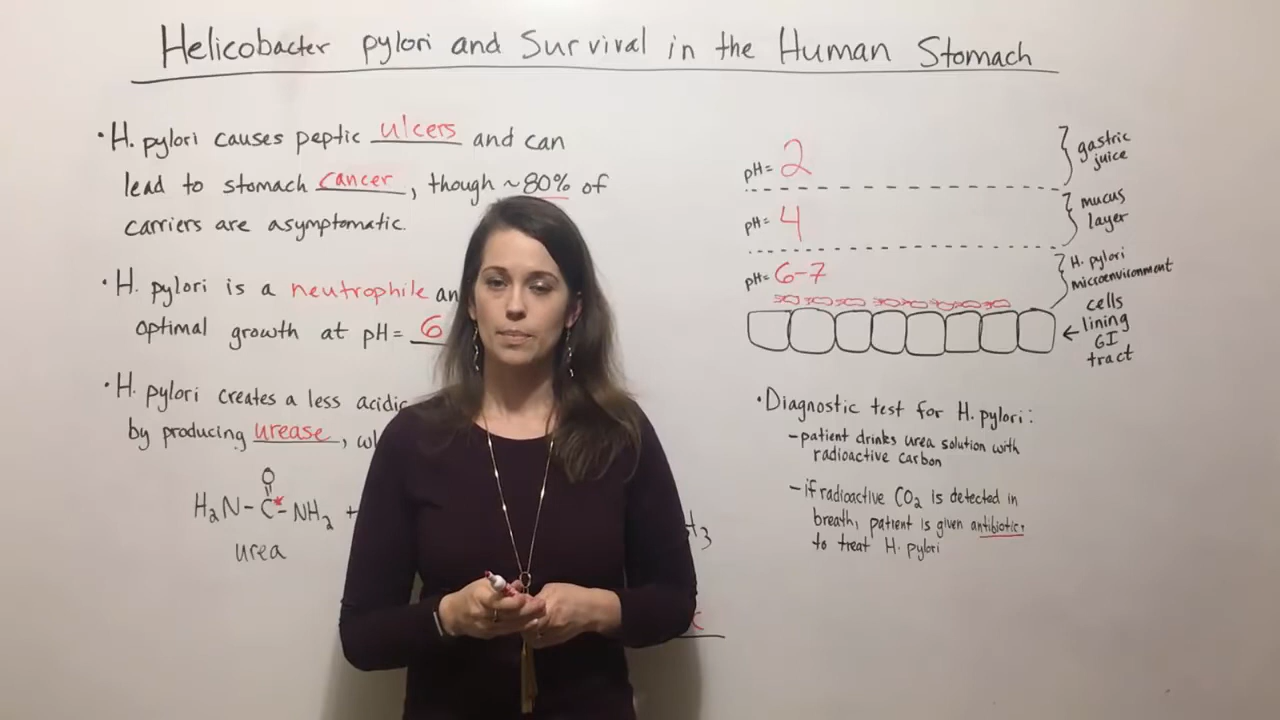 Helicobacter pylori and Survival in the Human Stomach
• H. pylori causes peptic ulcers and can
lead to stomach cancer, though ~80% of
carriers are asymptomatic.
• H. pylori is a neutrophile
optimal growth at pH = 6
• H. pylori creates a less acidic
by producing urease,
O
H₂N - C* - NH₂ +
urea
pH = 2
gastric
juice
pH = 4
mucus
layer
pH = 6-7
H. pylori
microenvironment
cells
lining
GI
tract
• Diagnostic test for H. pylori:
- patient drinks urea solution with
radioactive carbon
- if radioactive CO₂ is detected in
breath, patient is given antibiotics
to treat H. pylori